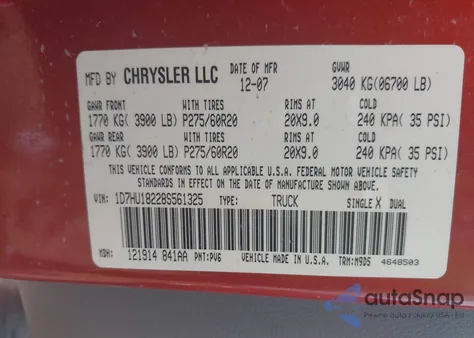 MFD BY CHRYSLER LLC DATE OF MFR GVWR
12-07 3040 KG(06700 LB)
GAWR FRONT WITH TIRES RIMS AT COLD
1770 KG( 3900 LB) P275/60R20 20X9.0 240 KPA( 35 PSI)
GAWR REAR WITH TIRES RIMS AT COLD
1770 KG( 3900 LB) P275/60R20 20X9.0 240 KPA( 35 PSI)
THIS VEHICLE CONFORMS TO ALL APPLICABLE U.S.A. FEDERAL MOTOR VEHICLE SAFETY
STANDARDS IN EFFECT ON THE DATE OF MANUFACTURE SHOWN ABOVE.
VIN: 1D7HU18228S561325 TYPE: TRUCK SINGLE X DUAL
MDH: 121914 841AA PNT:PV6 VEHICLE MADE IN U.S.A. TRM:M9DS 4648503
autoSnap